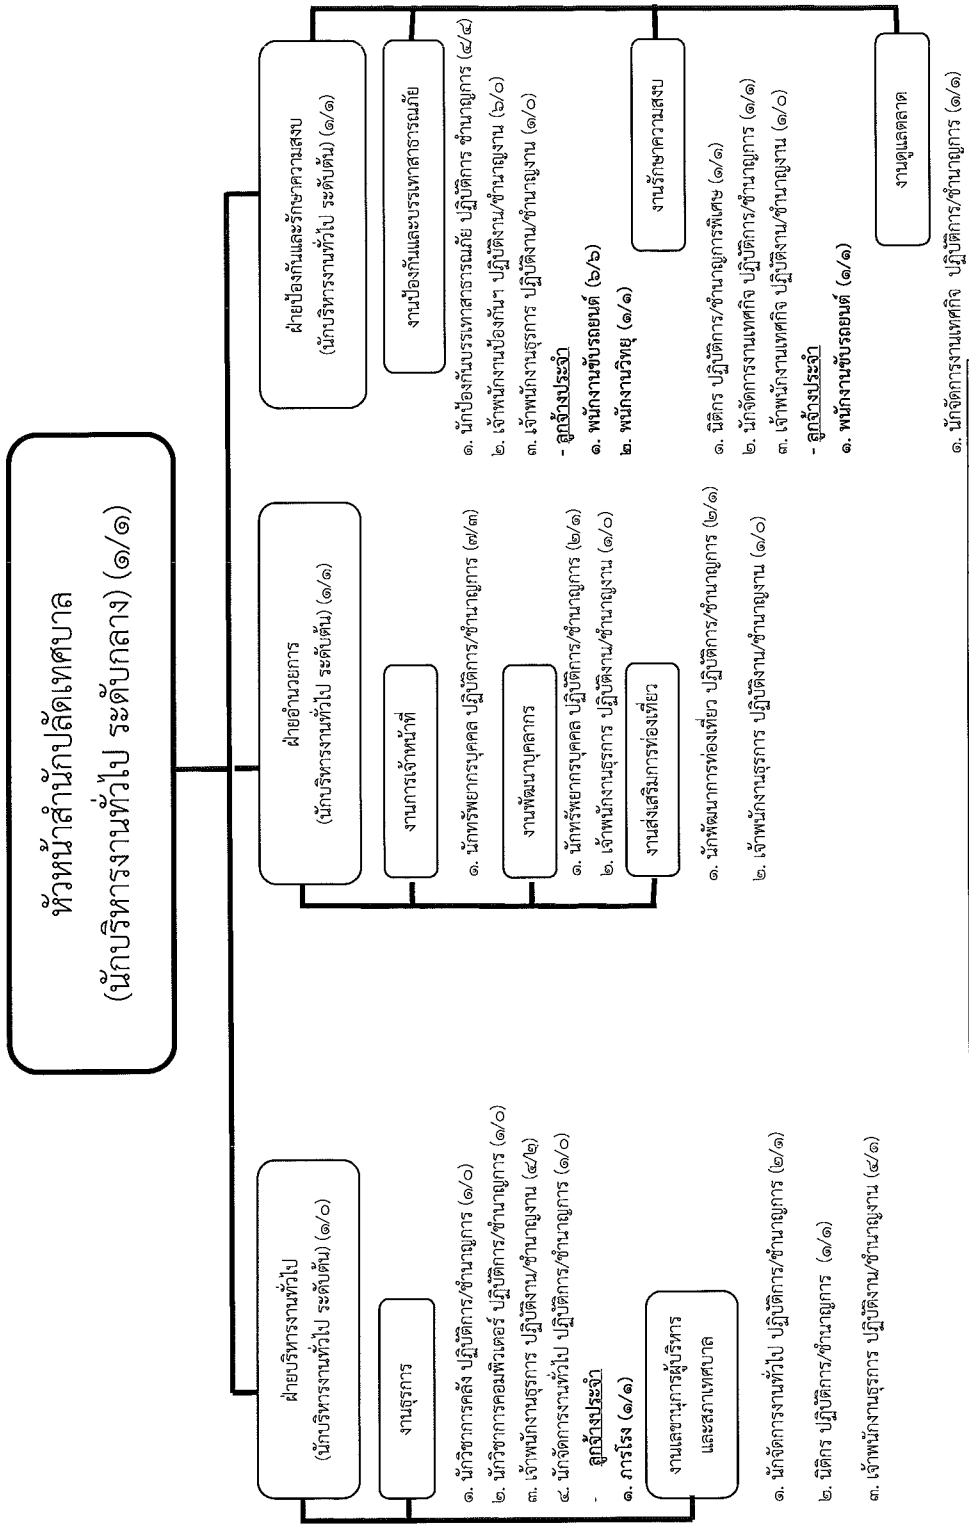 หัวหน้าสำนักปลัดเทศบาล
(นักบริหารงานทั่วไป ระดับกลาง) (๑/๑)
ฝ่ายบริหารงานทั่วไป
(นักบริหารงานทั่วไป ระดับต้น) (๑/๐)
งานธุรการ
๑. นักวิชาการคลัง ปฏิบัติการ/ชำนาญการ (๑/๐)
๒. นักวิชาการคอมพิวเตอร์ ปฏิบัติการ/ชำนาญการ (๑/๐)
๓. เจ้าพนักงานธุรการ ปฏิบัติงาน/ชำนาญงาน (๔/๒)
๔. นักจัดการงานทั่วไป ปฏิบัติการ/ชำนาญการ (๑/๐)
- ลูกจ้างประจำ
๑. ภารโรง (๑/๑)
งานเลขานุการผู้บริหาร
และสภาเทศบาล
๑. นักจัดการงานทั่วไป ปฏิบัติการ/ชำนาญการ (๒/๑)
๒. นิติกร ปฏิบัติการ/ชำนาญการ (๑/๑)
๓. เจ้าพนักงานธุรการ ปฏิบัติงาน/ชำนาญงาน (๔/๑)
ฝ่ายอำนวยการ
(นักบริหารงานทั่วไป ระดับต้น) (๑/๑)
งานการเจ้าหน้าที่
๑. นักทรัพยากรบุคคล ปฏิบัติการ/ชำนาญการ (๗/๓)
งานพัฒนาบุคลากร
๑. นักทรัพยากรบุคคล ปฏิบัติการ/ชำนาญการ (๒/๑)
๒. เจ้าพนักงานธุรการ ปฏิบัติงาน/ชำนาญงาน (๑/๐)
งานส่งเสริมการท่องเที่ยว
๑. นักพัฒนาการท่องเที่ยว ปฏิบัติการ/ชำนาญการ (๒/๑)
๒. เจ้าพนักงานธุรการ ปฏิบัติงาน/ชำนาญงาน (๑/๐)
ฝ่ายป้องกันและรักษาความสงบ
(นักบริหารงานทั่วไป ระดับต้น) (๑/๑)
งานป้องกันและบรรเทาสาธารณภัย
๑. นักป้องกันบรรเทาสาธารณภัย ปฏิบัติการ ชำนาญการ (๔/๔)
๒. เจ้าพนักงานป้องกันฯ ปฏิบัติงาน/ชำนาญงาน (๖/๐)
๓. เจ้าพนักงานธุรการ ปฏิบัติงาน/ชำนาญงาน (๑/๐)
- ลูกจ้างประจำ
๑. พนักงานขับรถยนต์ (๖/๖)
๒. พนักงานวิทยุ (๑/๑)
งานรักษาความสงบ
๑. นิติกร ปฏิบัติการ/ชำนาญการพิเศษ (๑/๑)
๒. นักจัดการงานเทศกิจ ปฏิบัติการ/ชำนาญการ (๑/๑)
๓. เจ้าพนักงานเทศกิจ ปฏิบัติงาน/ชำนาญงาน (๑/๐)
- ลูกจ้างประจำ
๑. พนักงานขับรถยนต์ (๑/๑)
งานดูแลตลาด
๑. นักจัดการงานเทศกิจ ปฏิบัติการ/ชำนาญการ (๑/๑)